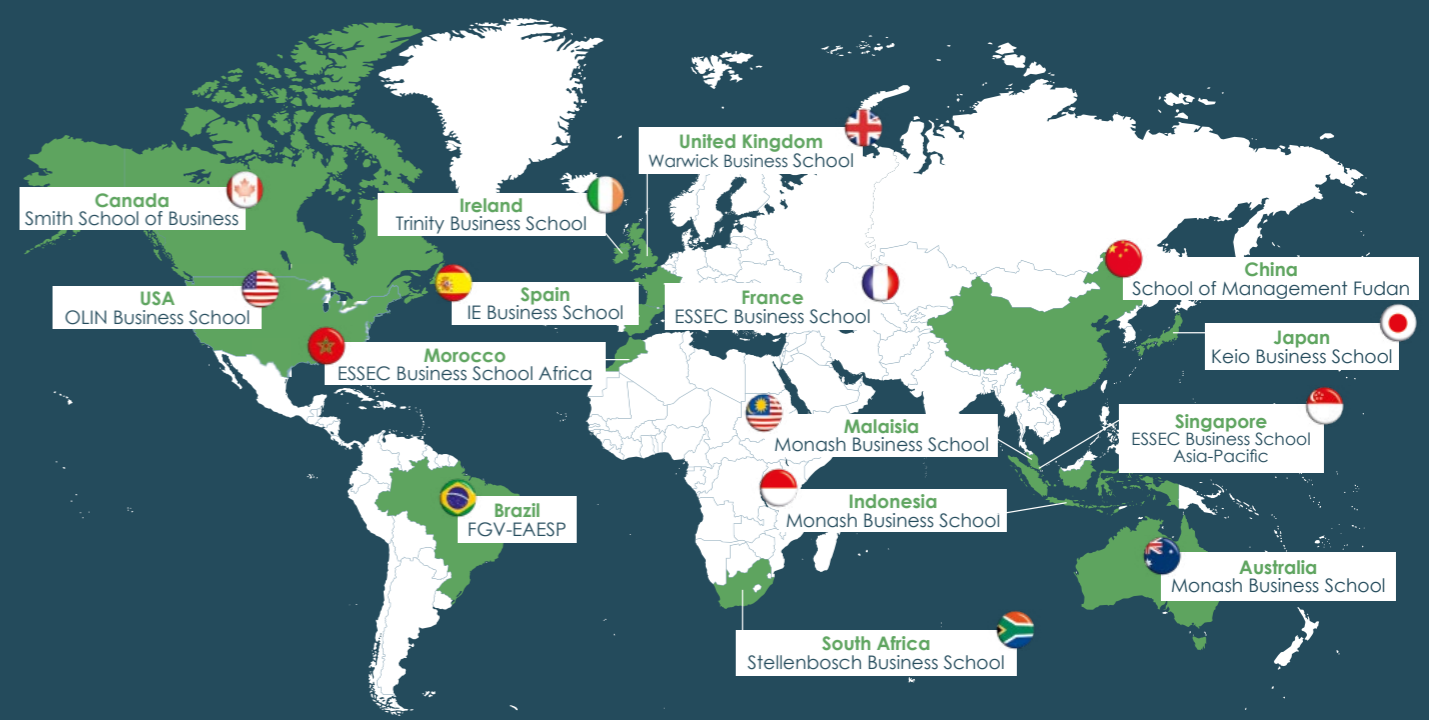 United Kingdom
Warwick Business School
Canada
Smith School of Business
Ireland
Trinity Business School
USA
OLIN Business School
Spain
IE Business School
France
ESSEC Business School
China
School of Management Fudan
Japan
Keio Business School
Morocco
ESSEC Business School Africa
Malaisia
Monash Business School
Singapore
ESSEC Business School
Asia-Pacific
Brazil
FGV-EAESP
Indonesia
Monash Business School
Australia
Monash Business School
South Africa
Stellenbosch Business School